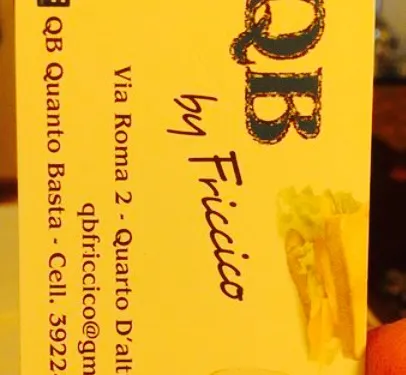 QB
by Friccico
Via Roma 2 - Quarto D'alt
qbfriccico@gm
QB Quanto Basta - Cell. 3922